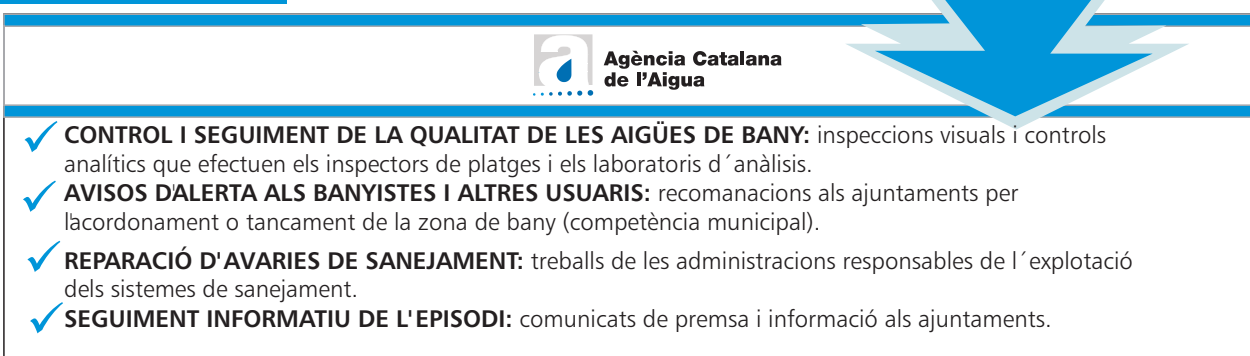 Agència Catalana
de l'Aigua
CONTROL I SEGUIMENT DE LA QUALITAT DE LES AIGÜES DE BANY: inspeccions visuals i controls
analítics que efectuen els inspectors de platges i els laboratoris d´anàlisis.
AVISOS D'ALERTA ALS BANYISTES I ALTRES USUARIS: recomanacions als ajuntaments per
l'acordonament o tancament de la zona de bany (competència municipal).
REPARACIÓ D'AVARIES DE SANEJAMENT: treballs de les administracions responsables de l´explotació
dels sistemes de sanejament.
SEGUIMENT INFORMATIU DE L'EPISODI: comunicats de premsa i informació als ajuntaments.